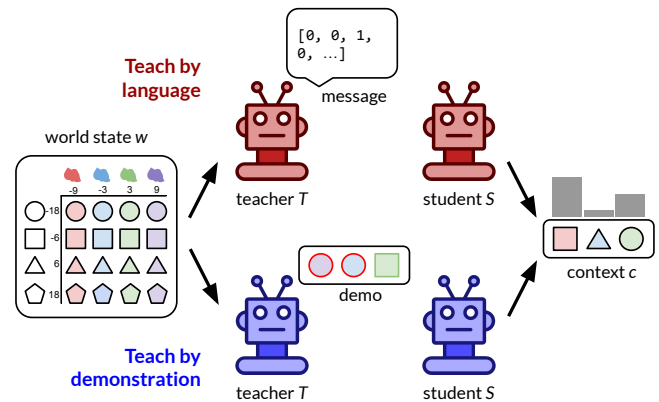 [0, 0, 1,
0, ...]
Teach by
language
message
world state w
-9 -3 3 9
-18
-6
6
18
teacher T
student S
demo
context c
Teach by
demonstration
teacher T
student S